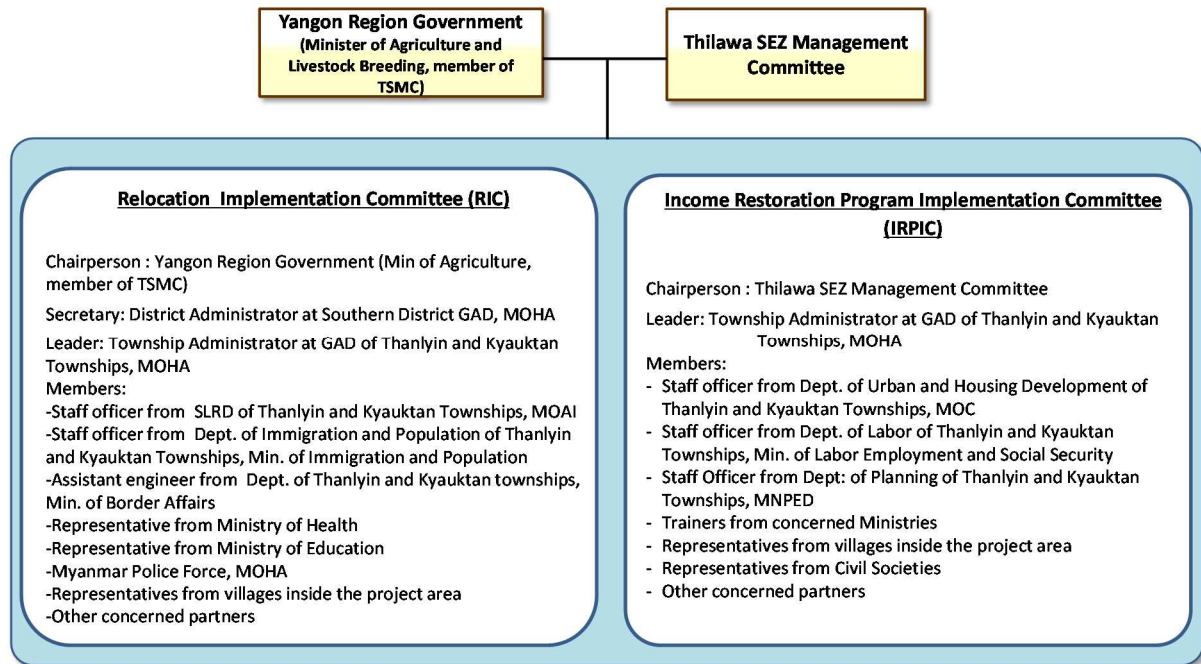 Yangon Region Government
(Minister of Agriculture and
Livestock Breeding, member of
TSMC)
Thilawa SEZ Management
Committee
Relocation Implementation Committee (RIC)
Chairperson : Yangon Region Government (Min of Agriculture,
member of TSMC)
Secretary: District Administrator at Southern District GAD, MOHA
Leader: Township Administrator at GAD of Thanlyin and Kyauktan
Townships, MOHA
Members:
-Staff officer from SLRD of Thanlyin and Kyauktan Townships, MOAI
-Staff officer from Dept. of Immigration and Population of Thanlyin
and Kyauktan Townships, Min. of Immigration and Population
-Assistant engineer from Dept. of Thanlyin and Kyauktan townships,
Min. of Border Affairs
-Representative from Ministry of Health
-Representative from Ministry of Education
-Myanmar Police Force, MOHA
-Representatives from villages inside the project area
-Other concerned partners
Income Restoration Program Implementation Committee
(IRPIC)
Chairperson : Thilawa SEZ Management Committee
Leader: Township Administrator at GAD of Thanlyin and Kyauktan
Townships, MOHA
Members:
- Staff officer from Dept. of Urban and Housing Development of
Thanlyin and Kyauktan Townships, MOC
- Staff officer from Dept. of Labor of Thanlyin and Kyauktan
Townships, Min. of Labor Employment and Social Security
- Staff Officer from Dept: of Planning of Thanlyin and Kyauktan
Townships, MNPED
- Trainers from concerned Ministries
- Representatives from villages inside the project area
- Representatives from Civil Societies
- Other concerned partners